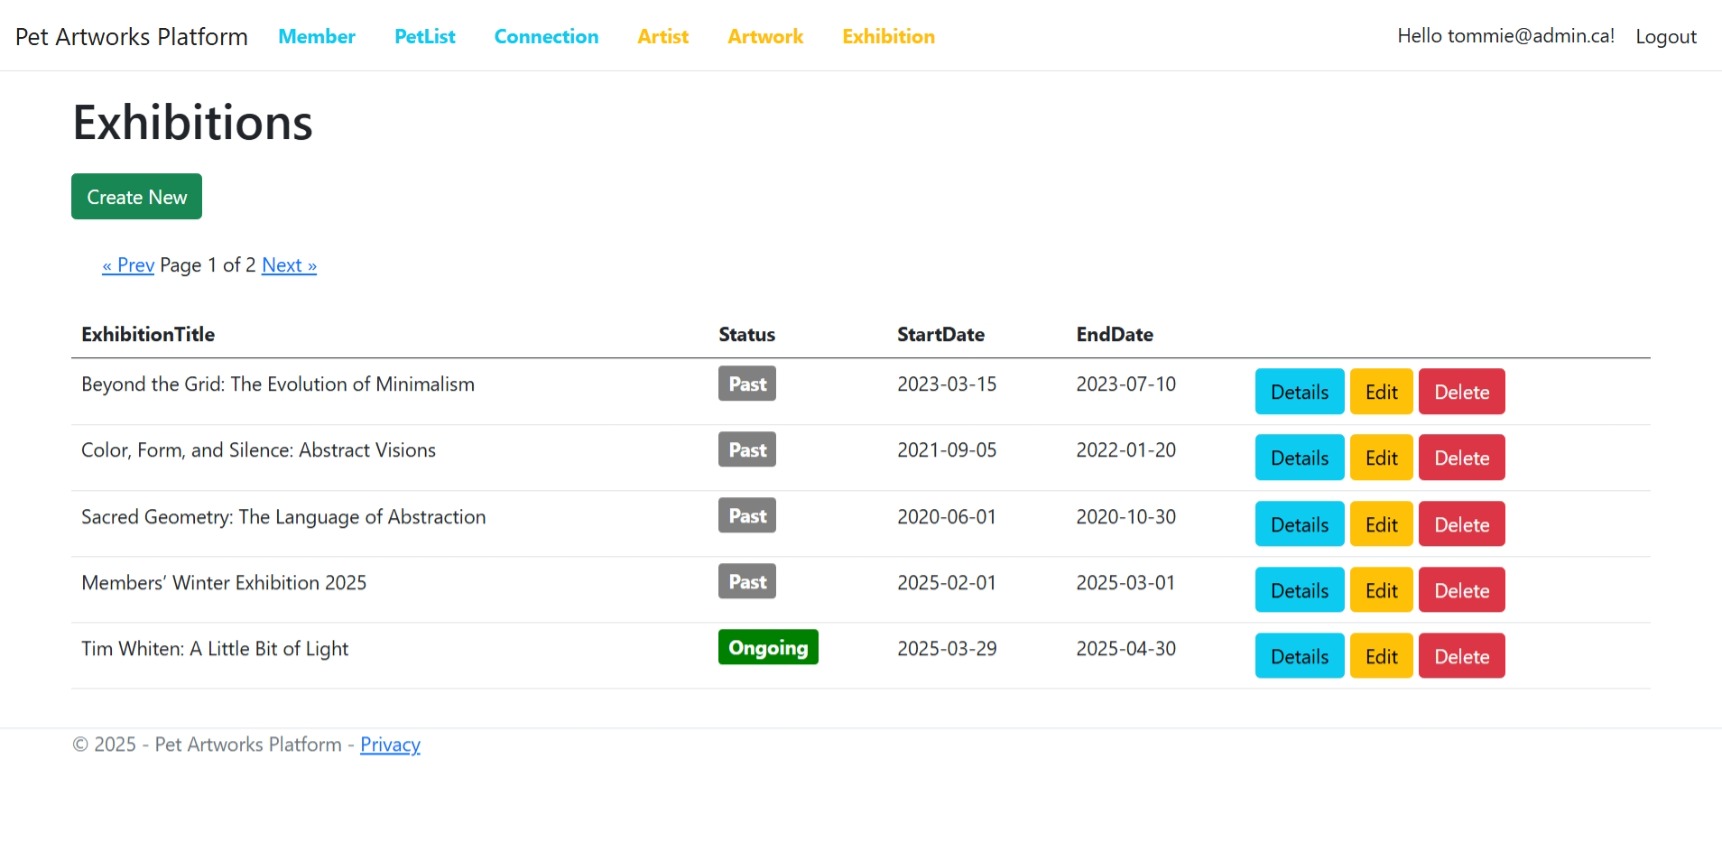 Pet Artworks Platform Member PetList Connection Artist Artwork Exhibition Hello tommie@admin.ca! Logout
Exhibitions
Create New
« Prev Page 1 of 2 Next »
ExhibitionTitle Status StartDate EndDate
Beyond the Grid: The Evolution of Minimalism Past 2023-03-15 2023-07-10 Details Edit Delete
Color, Form, and Silence: Abstract Visions Past 2021-09-05 2022-01-20 Details Edit Delete
Sacred Geometry: The Language of Abstraction Past 2020-06-01 2020-10-30 Details Edit Delete
Members’ Winter Exhibition 2025 Past 2025-02-01 2025-03-01 Details Edit Delete
Tim Whiten: A Little Bit of Light Ongoing 2025-03-29 2025-04-30 Details Edit Delete
© 2025 - Pet Artworks Platform - Privacy